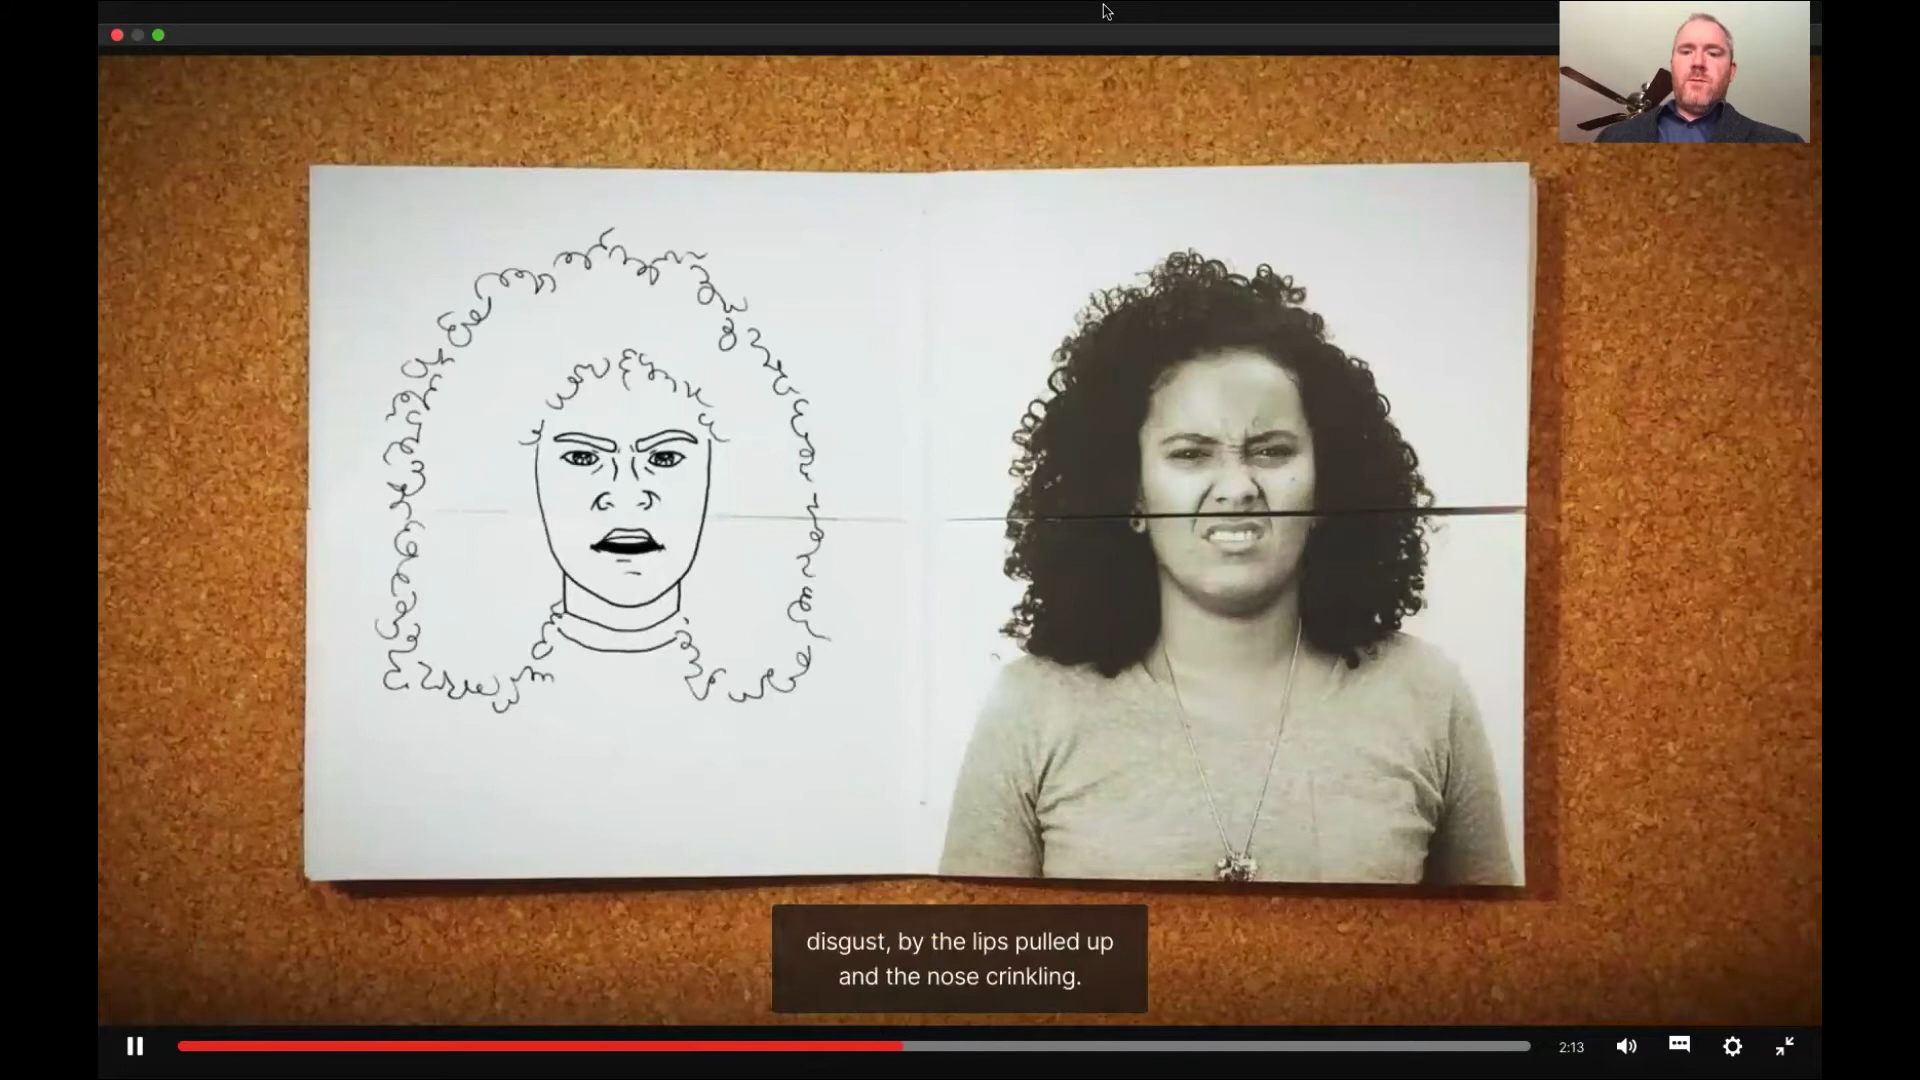 disgust, by the lips pulled up
and the nose crinkling.
2:13